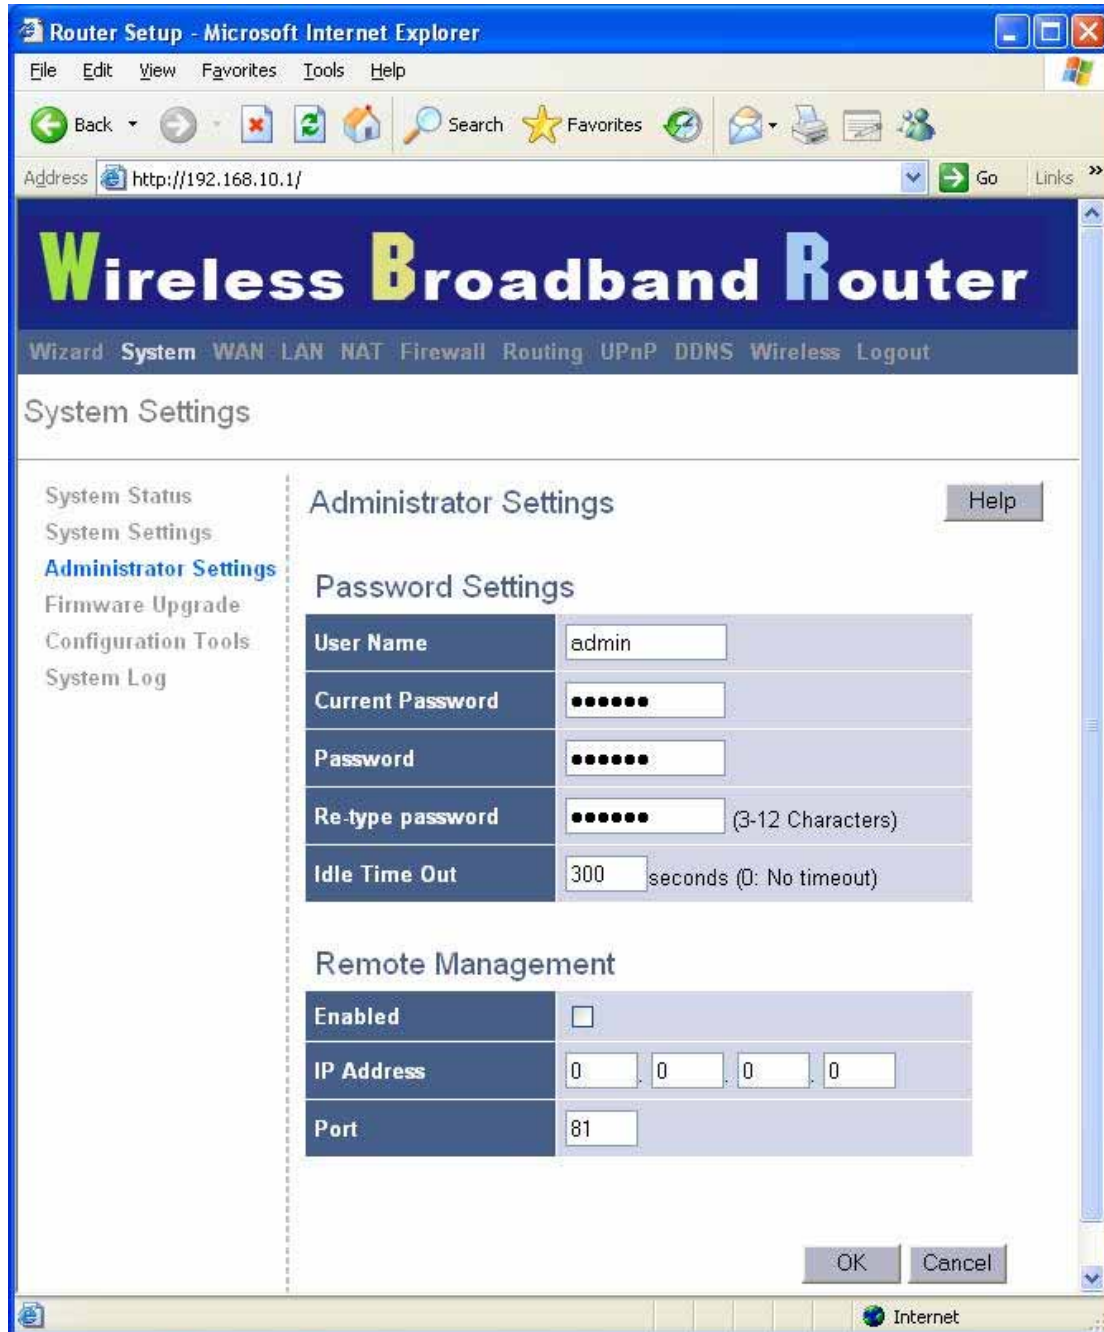 Router Setup - Microsoft Internet Explorer
File Edit View Favorites Tools Help
Back Search Favorites
Address http://192.168.10.1/ Go Links »
Wireless Broadband Router
Wizard System WAN LAN NAT Firewall Routing UPnP DDNS Wireless Logout
System Settings
System Status
System Settings
Administrator Settings
Firmware Upgrade
Configuration Tools
System Log
Administrator Settings Help
Password Settings
User Name admin
Current Password ••••••
Password ••••••
Re-type password •••••• (3-12 Characters)
Idle Time Out 300 seconds (0: No timeout)
Remote Management
Enabled
IP Address 0 . 0 . 0 . 0
Port 81
OK Cancel
Internet